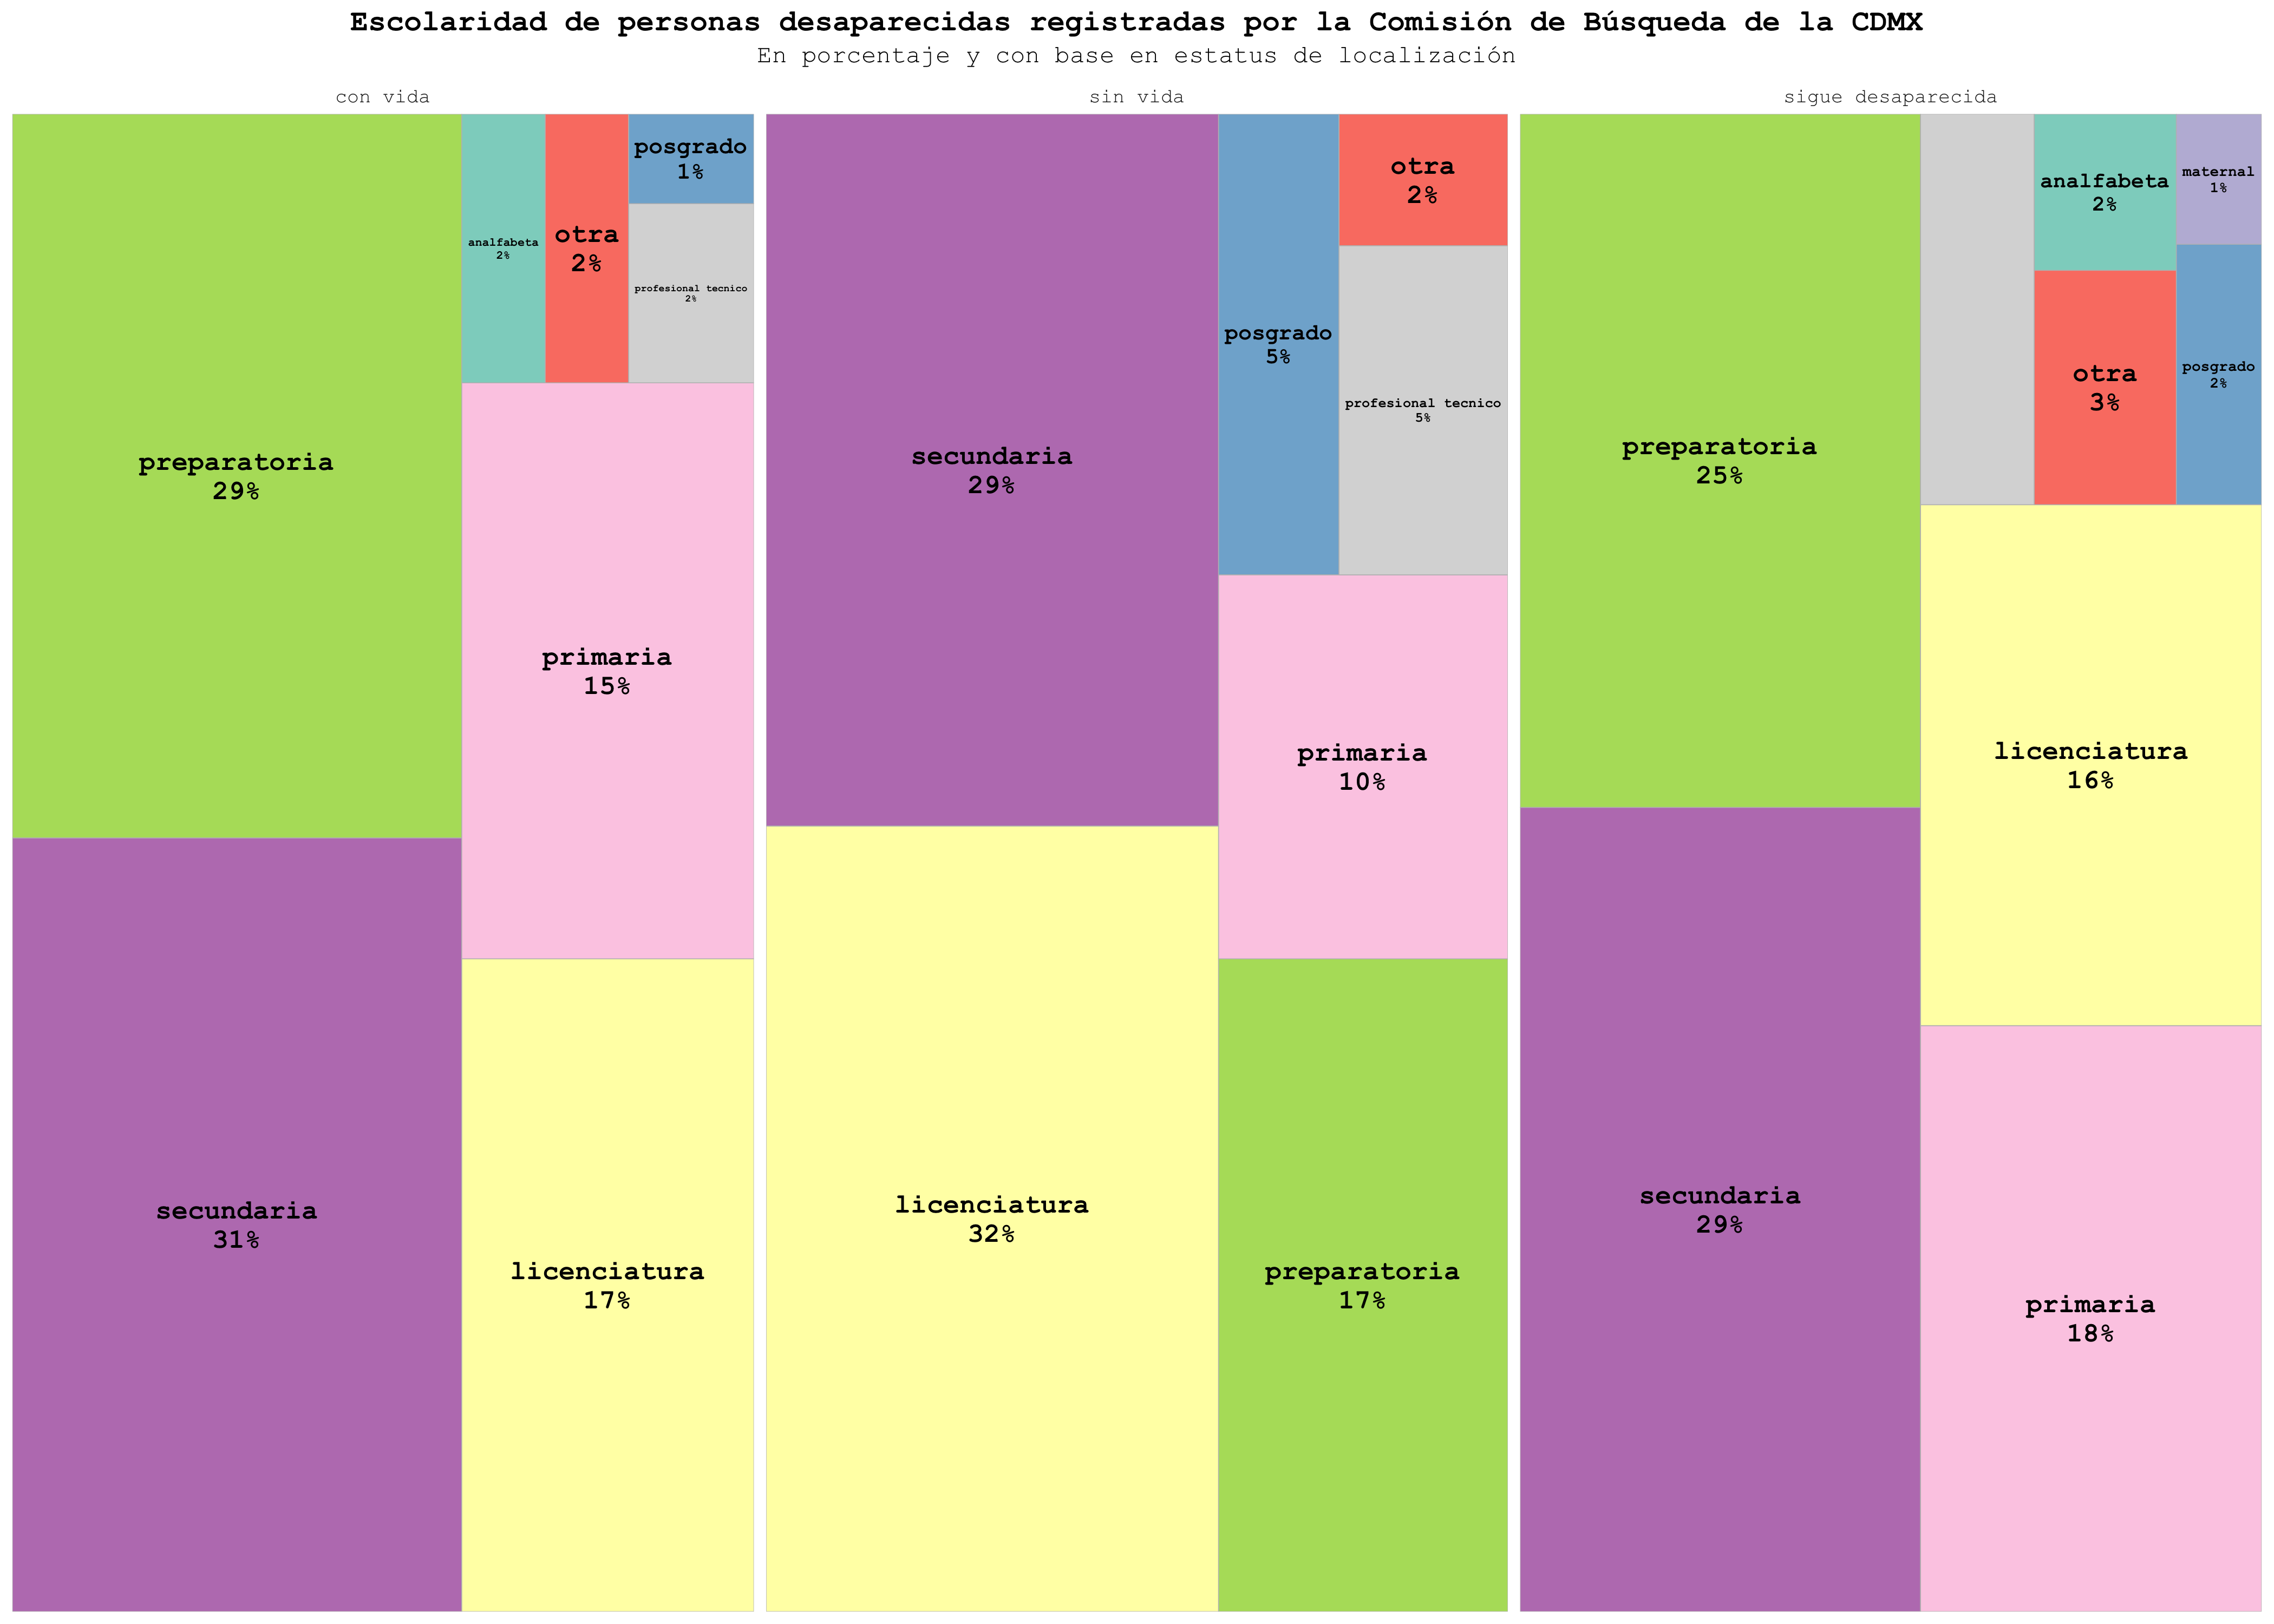 Escolaridad de personas desaparecidas registradas por la Comisión de Búsqueda de la CDMX
En porcentaje y con base en estatus de localización
con vida
preparatoria
29%
analfabeta
2%
otra
2%
posgrado
1%
profesional tecnico
2%
primaria
15%
secundaria
31%
licenciatura
17%
sin vida
secundaria
29%
posgrado
5%
otra
2%
profesional tecnico
5%
primaria
10%
licenciatura
32%
preparatoria
17%
sigue desaparecida
preparatoria
25%
analfabeta
2%
maternal
1%
otra
3%
posgrado
2%
licenciatura
16%
secundaria
29%
primaria
18%